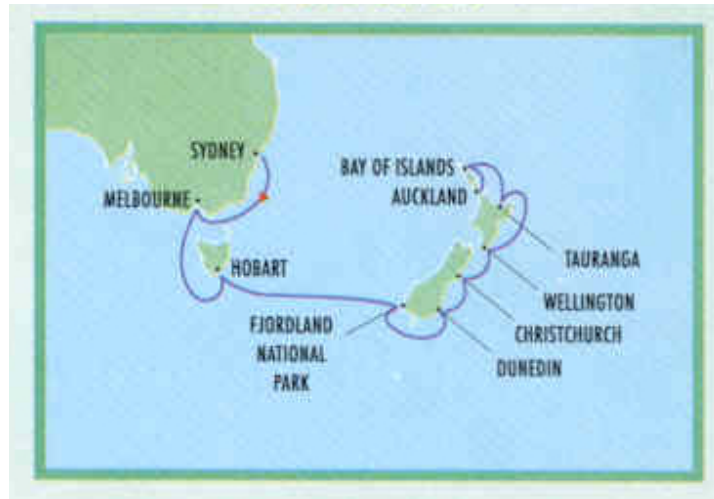 SYDNEY
MELBOURNE
HOBART
BAY OF ISLANDS
AUCKLAND
TAURANGA
WELLINGTON
CHRISTCHURCH
DUNEDIN
FJORDLAND
NATIONAL
PARK